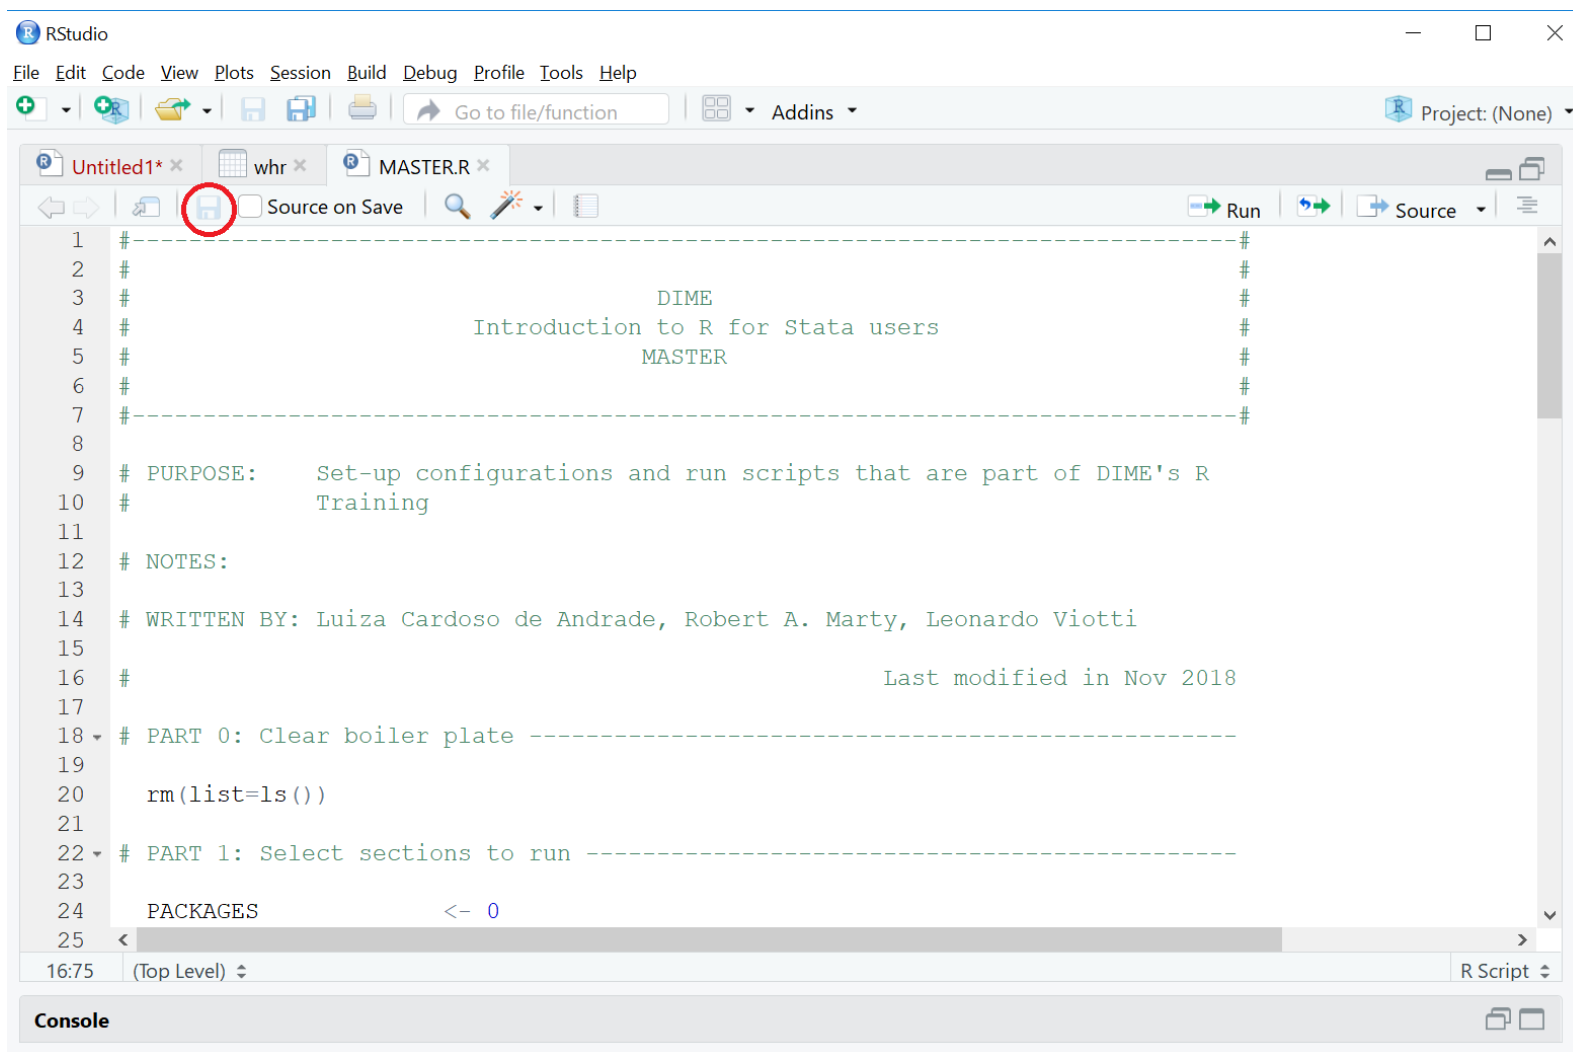 RStudio
File Edit Code View Plots Session Build Debug Profile Tools Help
Go to file/function Addins Project: (None)
Untitled1* whr MASTER.R
Source on Save Run Source
1 #------------------------------------------------------------------------------#
2 # #
3 # DIME #
4 # Introduction to R for Stata users #
5 # MASTER #
6 # #
7 #------------------------------------------------------------------------------#
8
9 # PURPOSE: Set-up configurations and run scripts that are part of DIME's R
10 # Training
11
12 # NOTES:
13
14 # WRITTEN BY: Luiza Cardoso de Andrade, Robert A. Marty, Leonardo Viotti
15
16 # Last modified in Nov 2018
17
18 # PART 0: Clear boiler plate --------------------------------------------------
19
20 rm(list=ls())
21
22 # PART 1: Select sections to run ----------------------------------------------
23
24 PACKAGES <- 0
25
16:75 (Top Level) R Script
Console